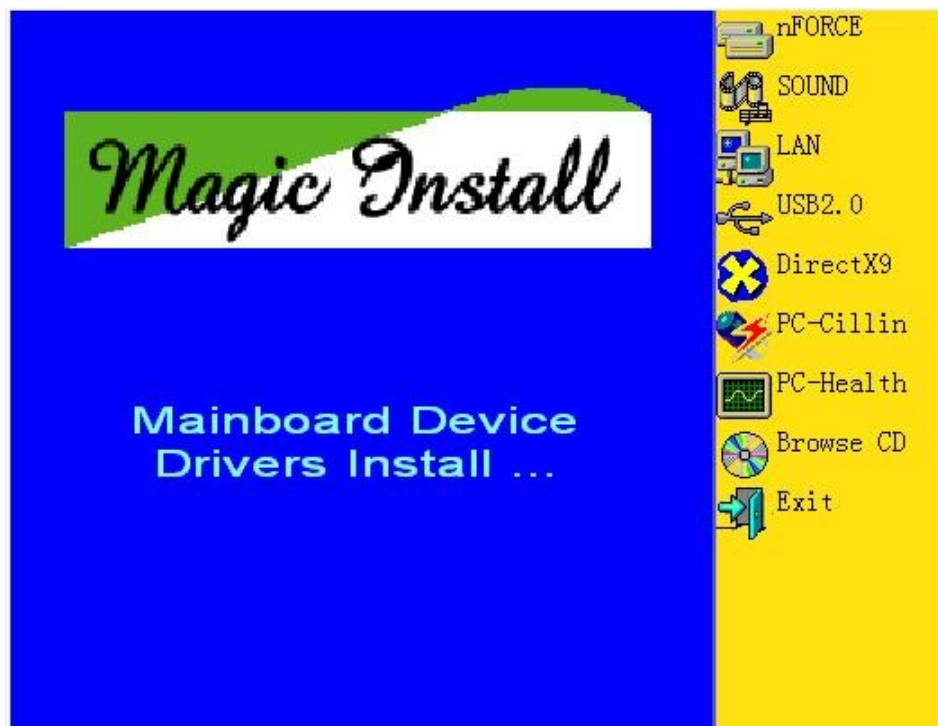 Magic Install
Mainboard Device
Drivers Install ...
nFORCE
SOUND
LAN
USB2.0
DirectX9
PC-Cillin
PC-Health
Browse CD
Exit